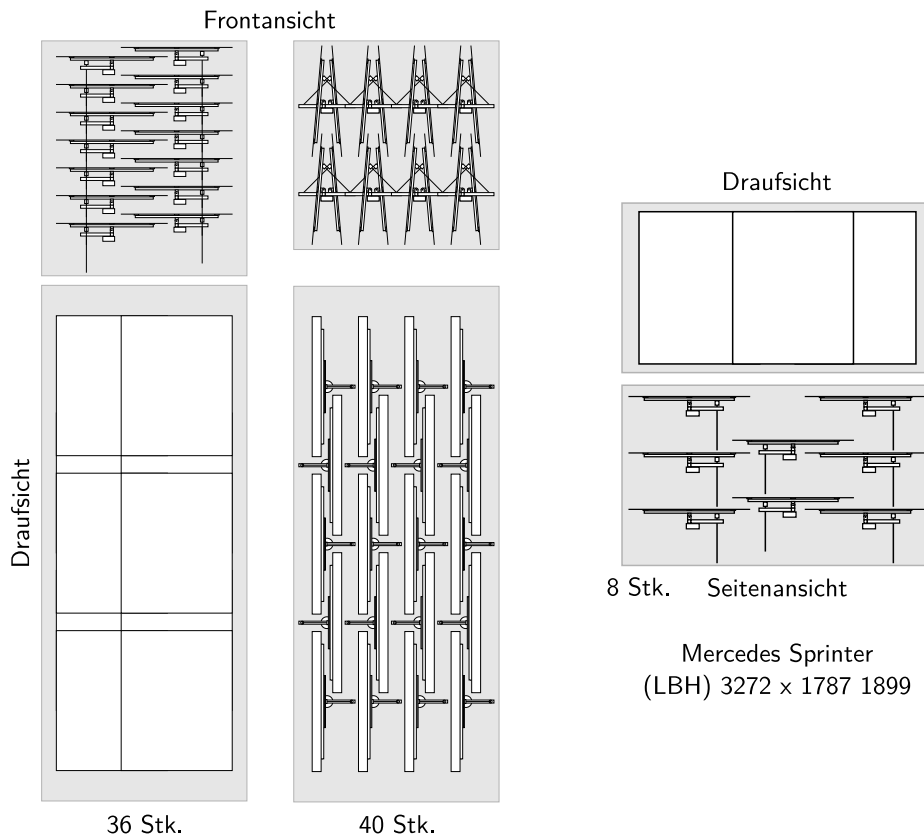 Frontansicht
Draufsicht
Draufsicht
8 Stk. Seitenansicht
Mercedes Sprinter
(LBH) 3272 x 1787 1899
36 Stk. 40 Stk.